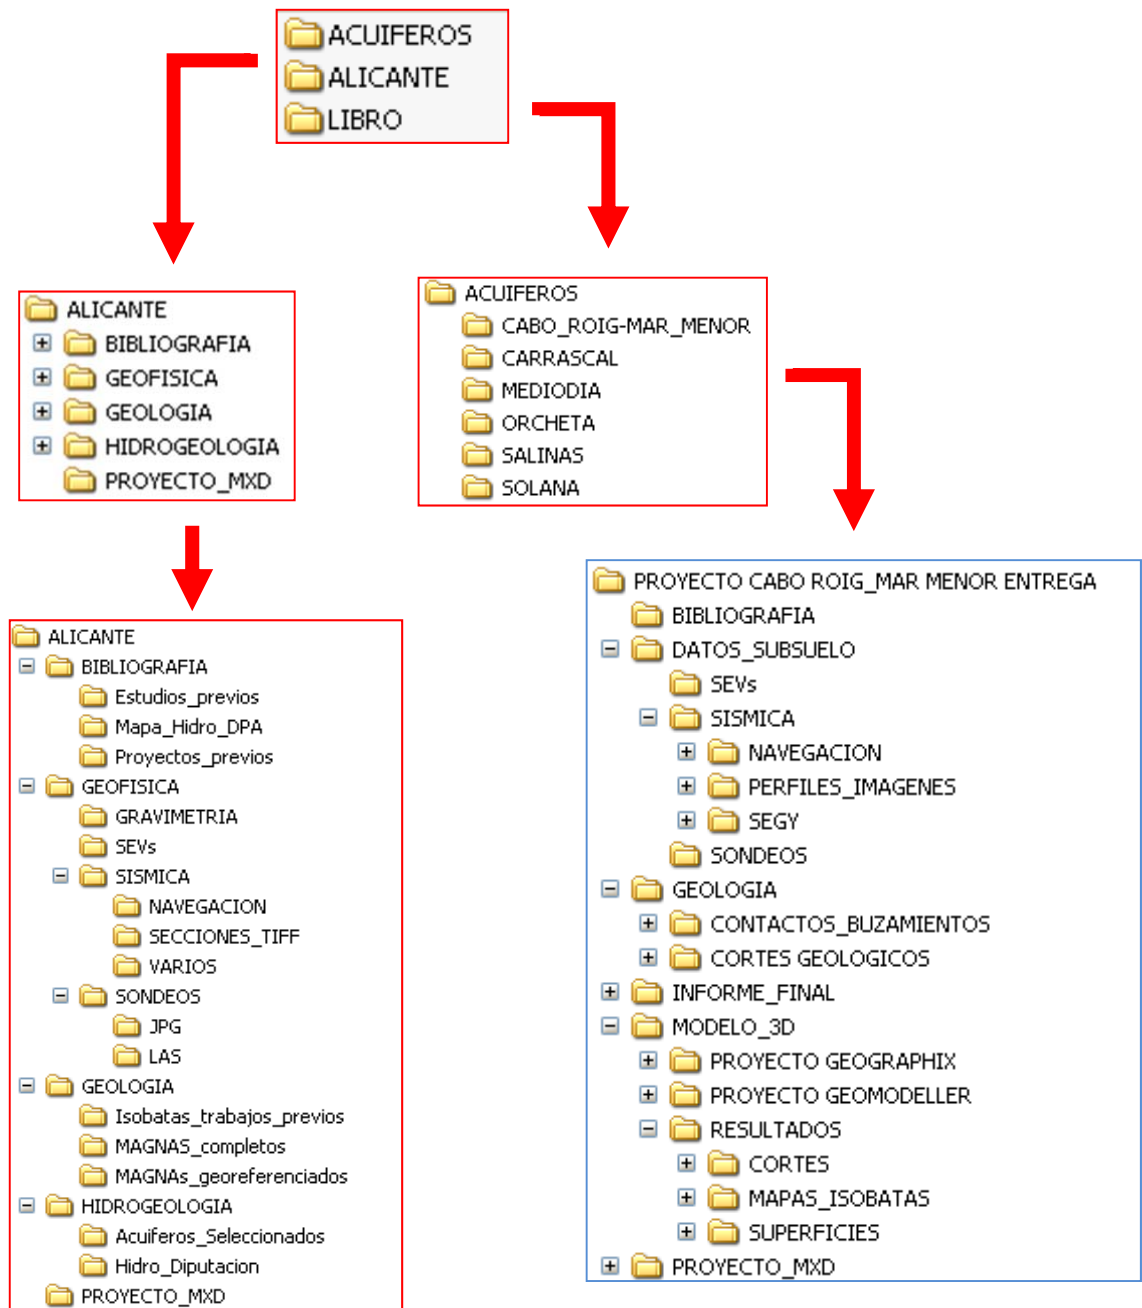 ACUIFEROS
ALICANTE
LIBRO
ALICANTE
BIBLIOGRAFIA
GEOFISICA
GEOLOGIA
HIDROGEOLOGIA
PROYECTO_MXD
ACUIFEROS
CABO_ROIG-MAR_MENOR
CARRASCAL
MEDIODIA
ORCHETA
SALINAS
SOLANA
ALICANTE
BIBLIOGRAFIA
Estudios_previos
Mapa_Hidro_DPA
Proyectos_previos
GEOFISICA
GRAVIMETRIA
SEVs
SISMICA
NAVEGACION
SECCIONES_TIFF
VARIOS
SONDEOS
JPG
LAS
GEOLOGIA
Isobatas_trabajos_previos
MAGNAS_completos
MAGNAs_georeferenciados
HIDROGEOLOGIA
Acuiferos_Seleccionados
Hidro_Diputacion
PROYECTO_MXD
PROYECTO CABO ROIG_MAR MENOR ENTREGA
BIBLIOGRAFIA
DATOS_SUBSUELO
SEVs
SISMICA
NAVEGACION
PERFILES_IMAGENES
SEGY
SONDEOS
GEOLOGIA
CONTACTOS_BUZAMIENTOS
CORTES GEOLOGICOS
INFORME_FINAL
MODELO_3D
PROYECTO GEOGRAPHIX
PROYECTO GEOMODELLER
RESULTADOS
CORTES
MAPAS_ISOBATAS
SUPERFICIES
PROYECTO_MXD